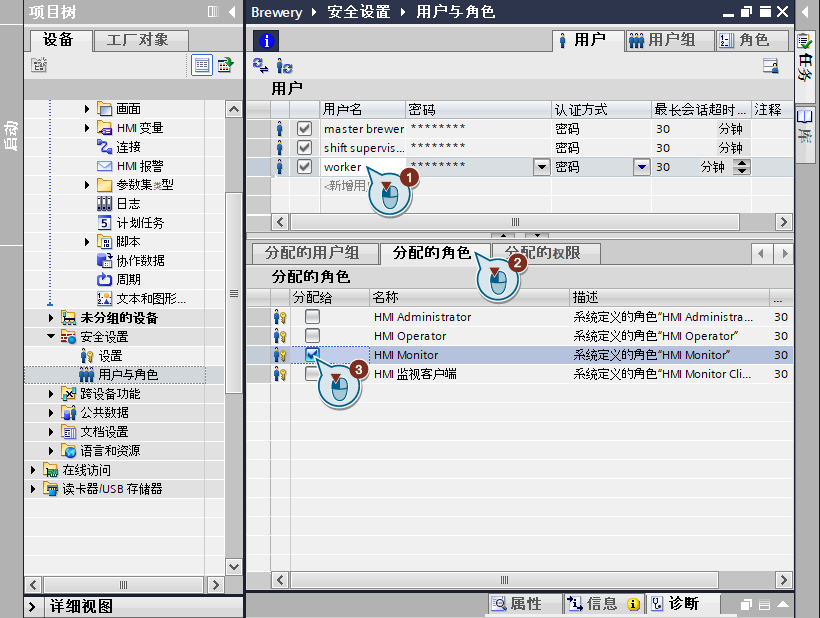 项目树
Brewery ▸ 安全设置 ▸ 用户与角色
设备
工厂对象
启动
画面
HMI 变量
连接
HMI 报警
参数集类型
日志
计划任务
脚本
协作数据
周期
文本和图形...
未分组的设备
安全设置
设置
用户与角色
跨设备功能
公共数据
文档设置
语言和资源
在线访问
读卡器/USB 存储器
详细视图
用户
用户组
角色
用户
用户名 密码 认证方式 最长会话超时... 注释
master brewer ******** 密码 30 分钟
shift supervis... ******** 密码 30 分钟
worker ******** 密码 30 分钟
<新增用
1
分配的用户组
分配的角色
分配的权限
2
分配的角色
分配给 名称 描述 ...
HMI Administrator 系统定义的角色“HMI Administra... 30
HMI Operator 系统定义的角色“HMI Operator” 30
HMI Monitor 系统定义的角色“HMI Monitor” 30
HMI 监视客户端 系统定义的角色“HMI Monitor Cli... 30
3
属性
信息
诊断
任务
库